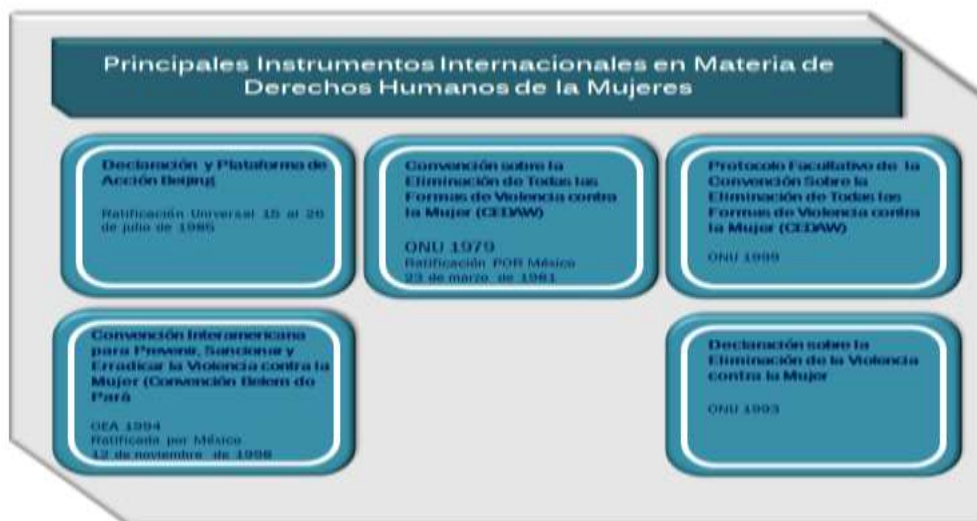 Principales Instrumentos Internacionales en Materia de
Derechos Humanos de la Mujeres
Declaración y Plataforma de
Acción Beijing
Ratificación Universal 15 al 26
de julio de 1985
Convención sobre la
Eliminación de Todas las
Formas de Violencia contra
la Mujer (CEDAW)
ONU 1979
Ratificación POR México
23 de marzo de 1981
Protocolo Facultativo de la
Convención Sobre la
Eliminación de Todas las
Formas de Violencia contra
la Mujer (CEDAW)
ONU 1999
Convención Interamericana
para Prevenir, Sancionar y
Erradicar la Violencia contra la
Mujer (Convención Belem do
Pará
OEA 1994
Ratificada por México
12 de noviembre de 1998
Declaración sobre la
Eliminación de la Violencia
contra la Mujer
ONU 1993